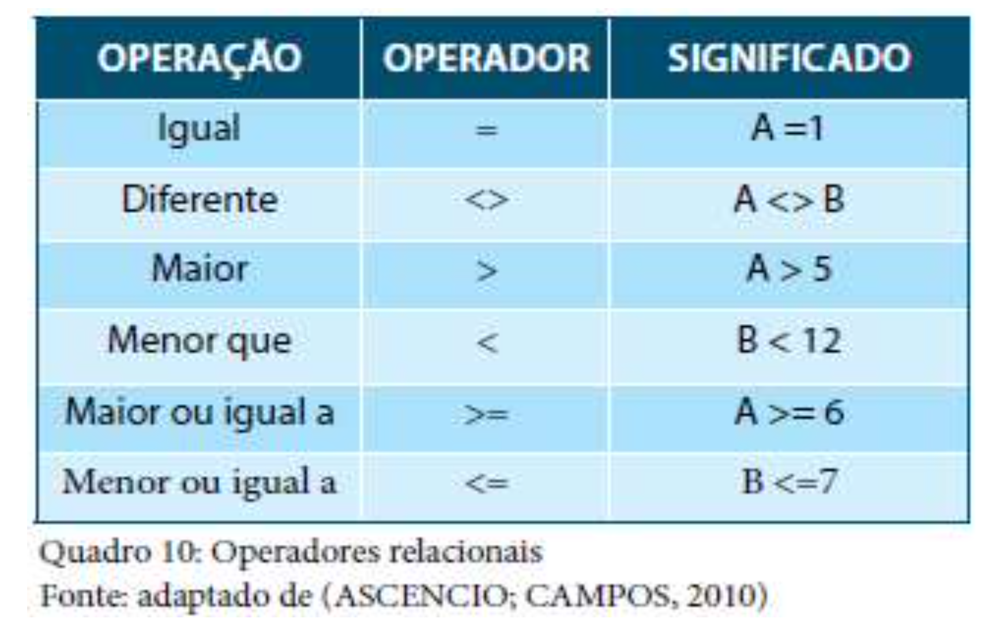 OPERAÇÃO OPERADOR SIGNIFICADO
Igual = A =1
Diferente <> A <> B
Maior > A > 5
Menor que < B < 12
Maior ou igual a >= A >= 6
Menor ou igual a <= B <=7
Quadro 10: Operadores relacionais
Fonte: adaptado de (ASCENCIO; CAMPOS, 2010)